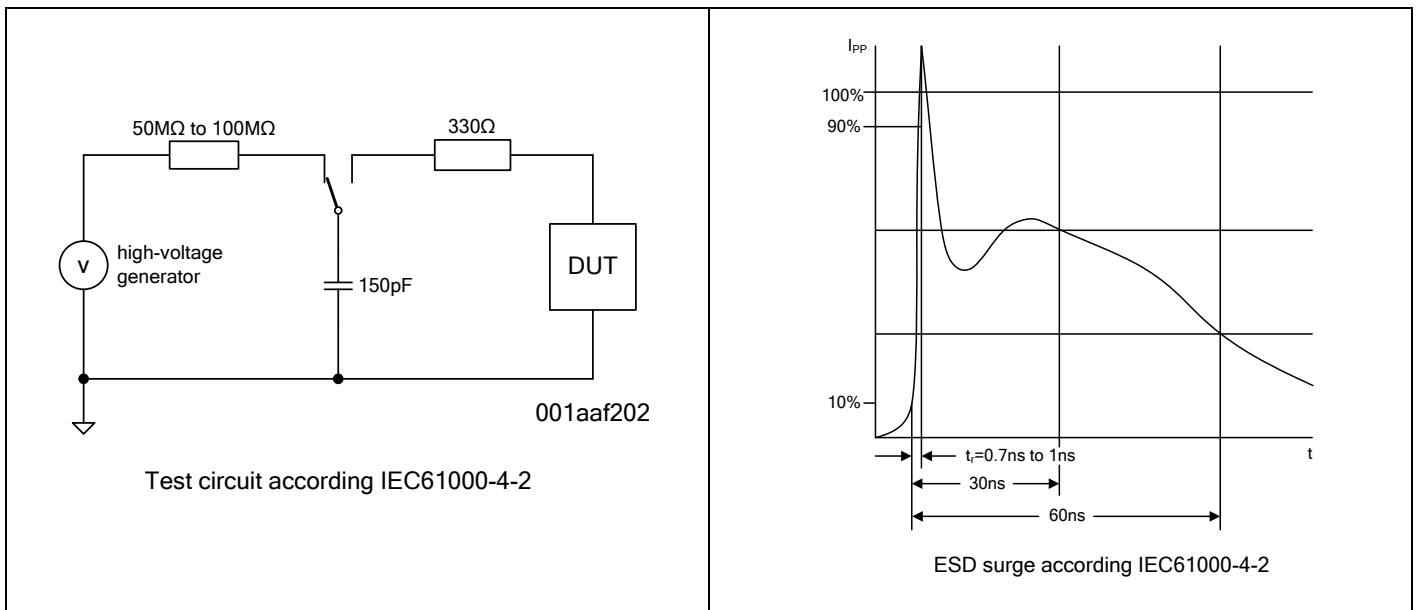 50MΩ to 100MΩ
330Ω
V
high-voltage
generator
150pF
DUT
001aaf202
Test circuit according IEC61000-4-2
IPP
100%
90%
10%
t
tr=0.7ns to 1ns
30ns
60ns
ESD surge according IEC61000-4-2